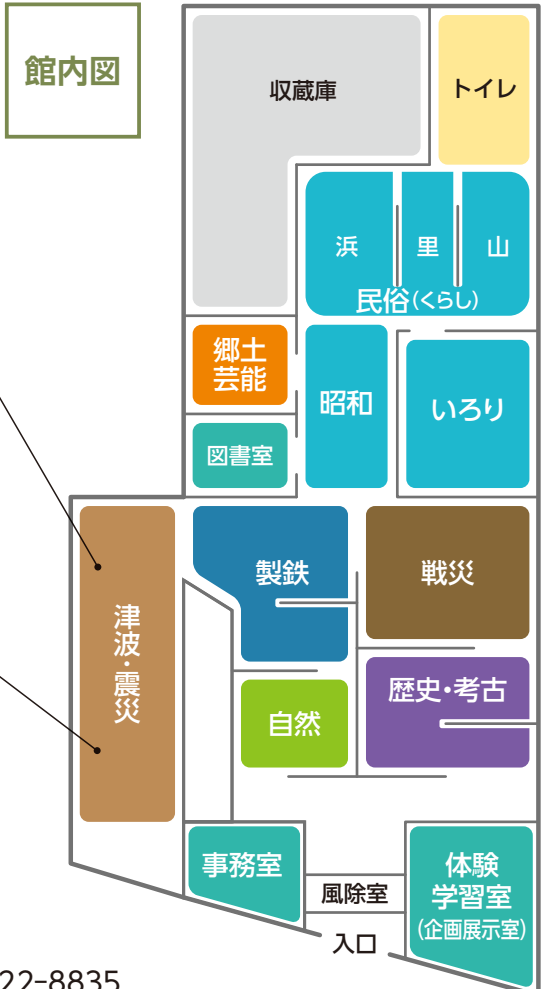 館内図
収蔵庫
トイレ
浜
里
山
民俗(くらし)
郷土
芸能
昭和
いろり
図書室
製鉄
戦災
津波・震災
歴史・考古
自然
事務室
体験
学習室
(企画展示室)
風除室
入口
22-8835